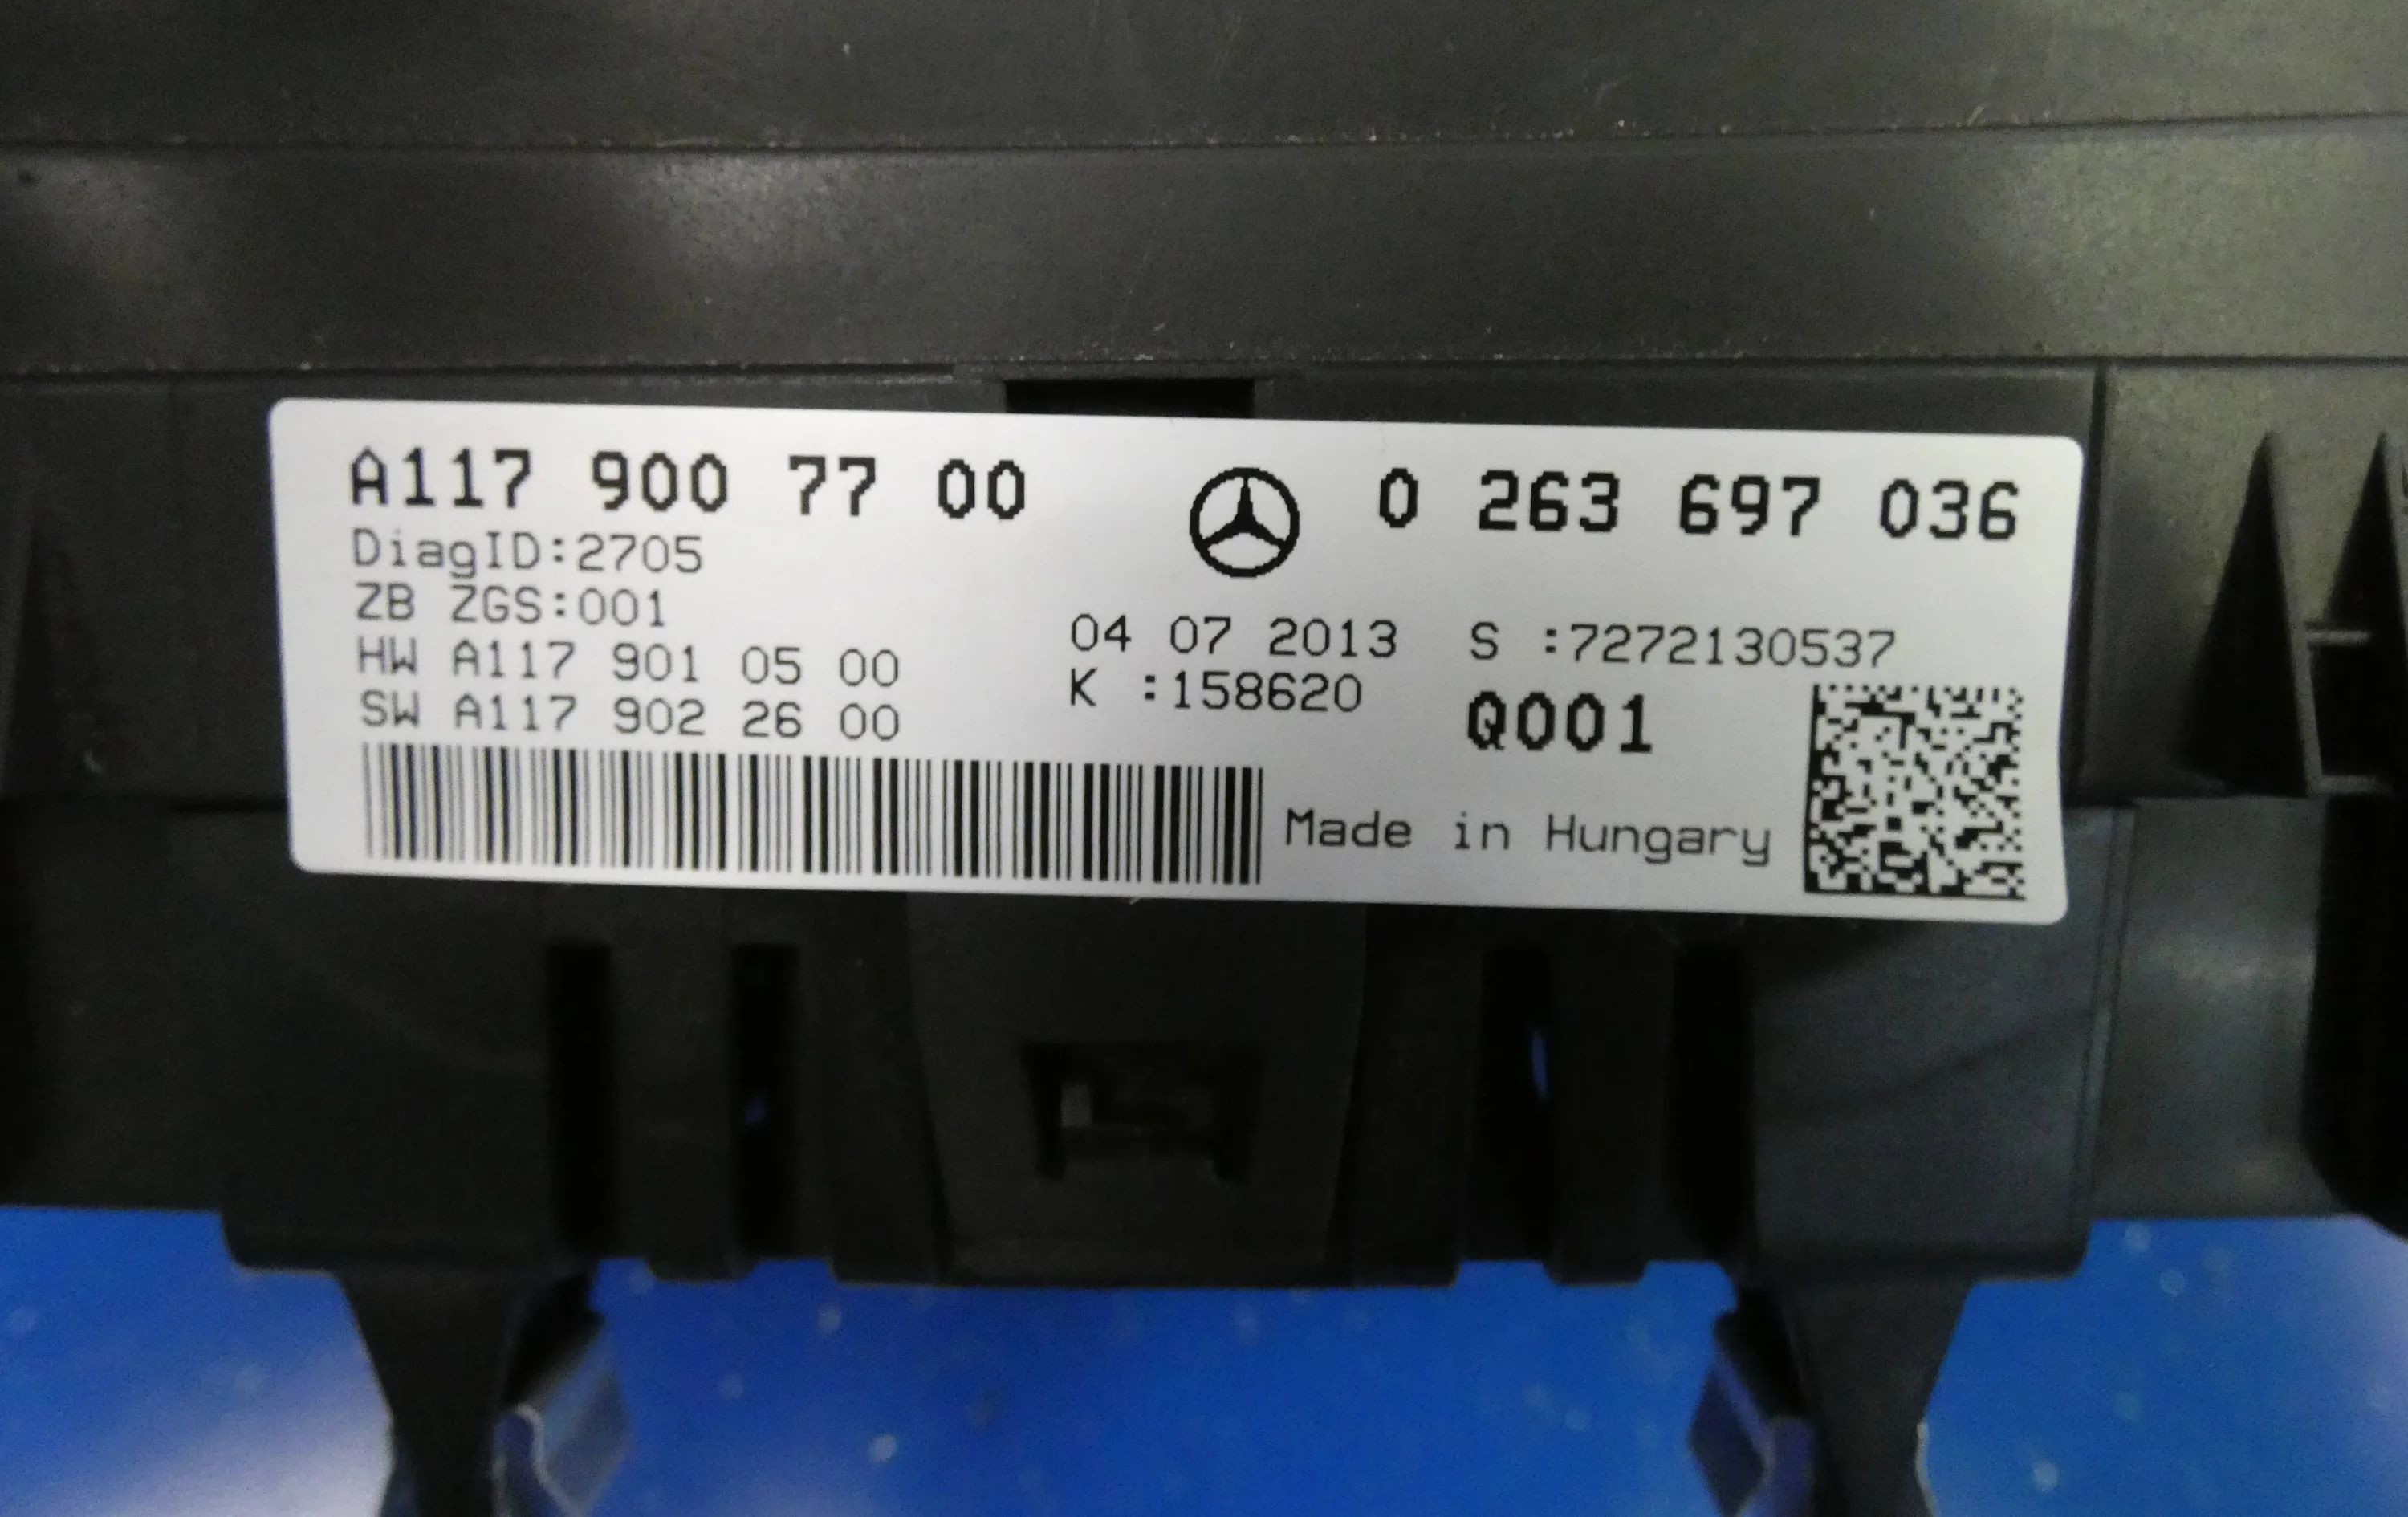 A117 900 77 00
0 263 697 036
DiagID:2705
ZB ZGS:001
HW A117 901 05 00
SW A117 902 26 00
04 07 2013
S :7272130537
K :158620
Q001
Made in Hungary